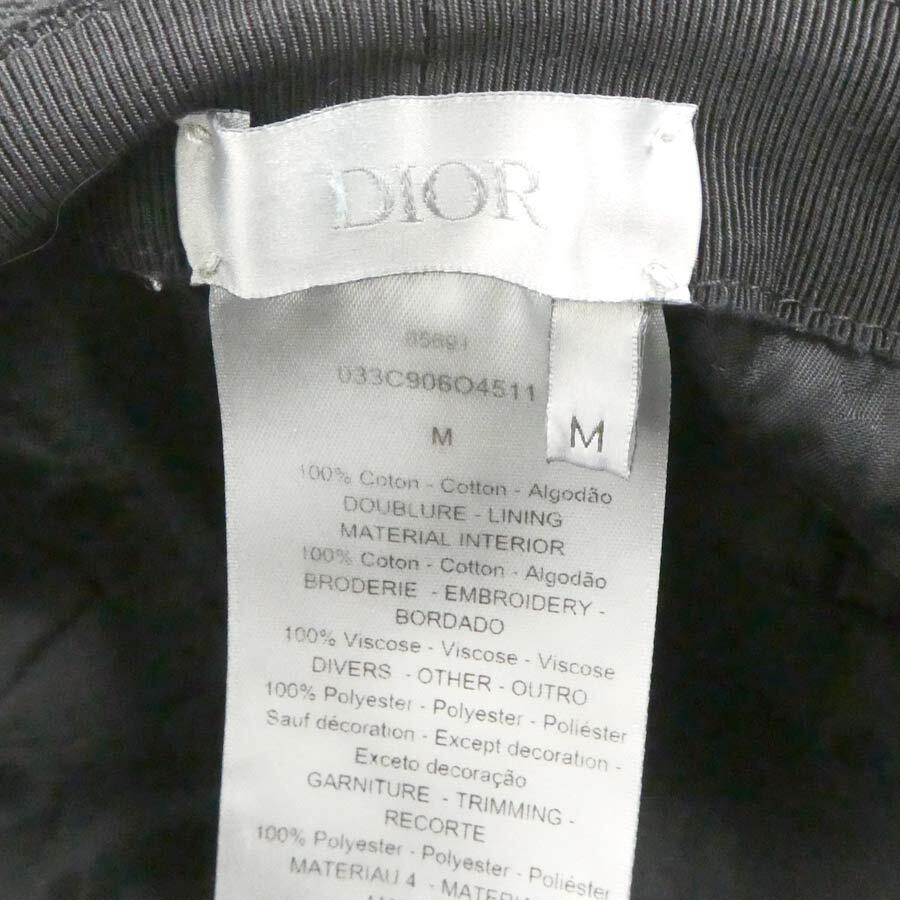 DIOR
85691
033C906O4511
M
M
100% Coton - Cotton - Algodão
DOUBLURE - LINING
MATERIAL INTERIOR
100% Coton - Cotton - Algodão
BRODERIE - EMBROIDERY -
BORDADO
100% Viscose - Viscose - Viscose
DIVERS - OTHER - OUTRO
100% Polyester - Polyester - Poliéster
Sauf décoration - Except decoration -
Exceto decoração
GARNITURE - TRIMMING -
RECORTE
100% Polyester - Polyester - Poliéster
MATERIAU 4 -